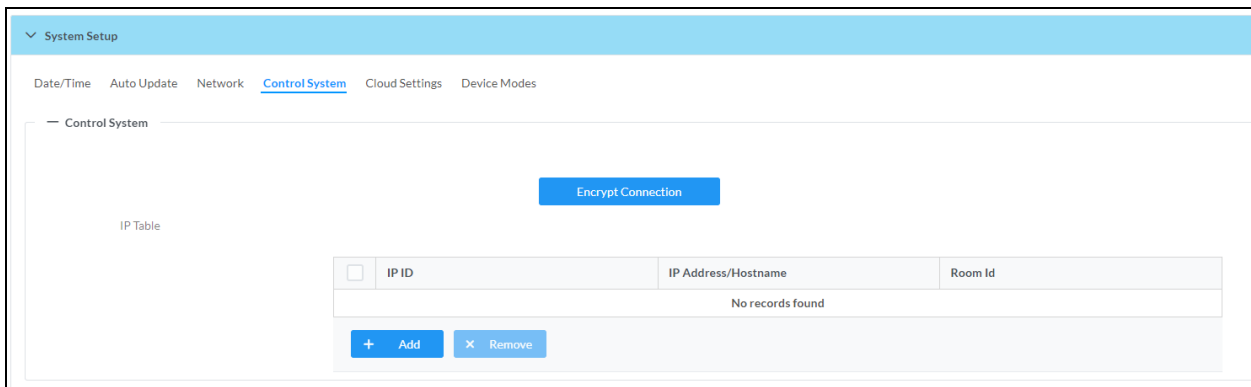 System Setup
Date/Time Auto Update Network Control System Cloud Settings Device Modes
Control System
Encrypt Connection
IP Table
IP ID IP Address/Hostname Room Id
No records found
+ Add × Remove